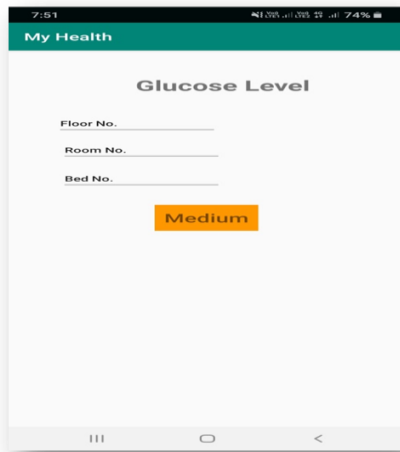 7:51 74%
My Health
Glucose Level
Floor No.
Room No.
Bed No.
Medium